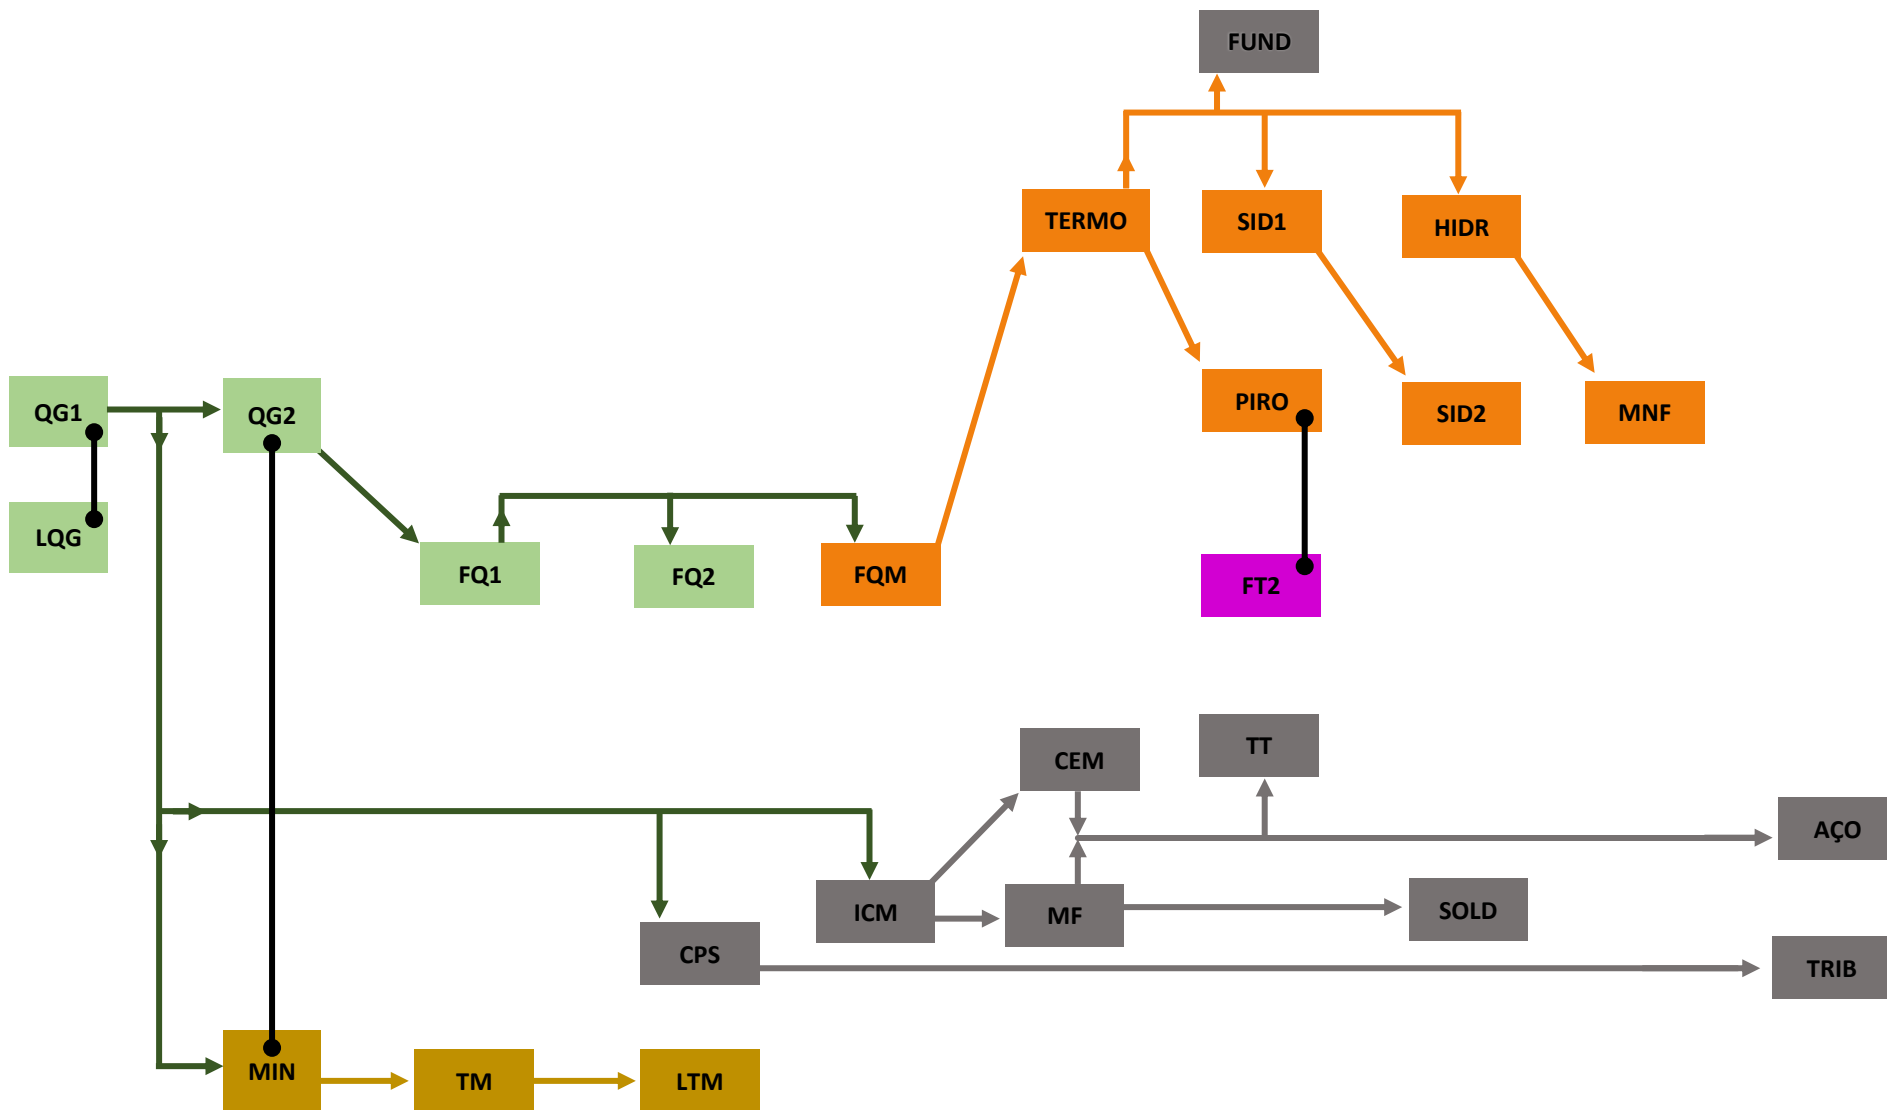 FUND
TERMO
SID1
HIDR
QG1
QG2
PIRO
SID2
MNF
LQG
FQ1
FQ2
FQM
FT2
CEM
TT
AÇO
ICM
MF
SOLD
CPS
TRIB
MIN
TM
LTM